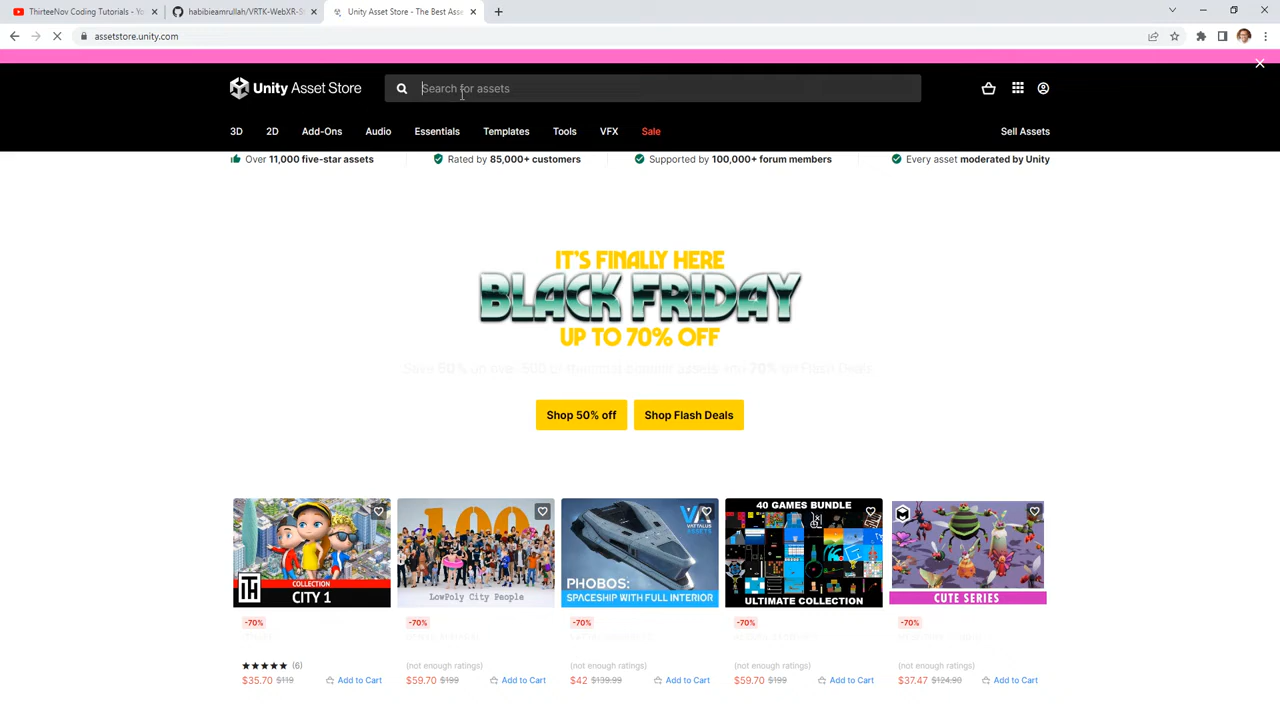 ThirteeNov Coding Tutorials - Yo
habibieamrullah/VRTK-WebXR-S
Unity Asset Store - The Best Ass
assetstore.unity.com
Unity Asset Store
Search for assets
3D 2D Add-Ons Audio Essentials Templates Tools VFX Sale Sell Assets
Over 11,000 five-star assets Rated by 85,000+ customers Supported by 100,000+ forum members Every asset moderated by Unity
IT'S FINALLY HERE
BLACK FRIDAY
UP TO 70% OFF
Shop 50% off Shop Flash Deals
COLLECTION
CITY 1
100
LowPoly City People
PHOBOS:
SPACESHIP WITH FULL INTERIOR
40 GAMES BUNDLE
ULTIMATE COLLECTION
CUTE SERIES
-70% -70% -70% -70% -70%
(6) (not enough ratings) (not enough ratings) (not enough ratings) (not enough ratings)
$35.70 $119 Add to Cart $59.70 $199 Add to Cart $42 $139.99 Add to Cart $59.70 $199 Add to Cart $37.47 $124.90 Add to Cart